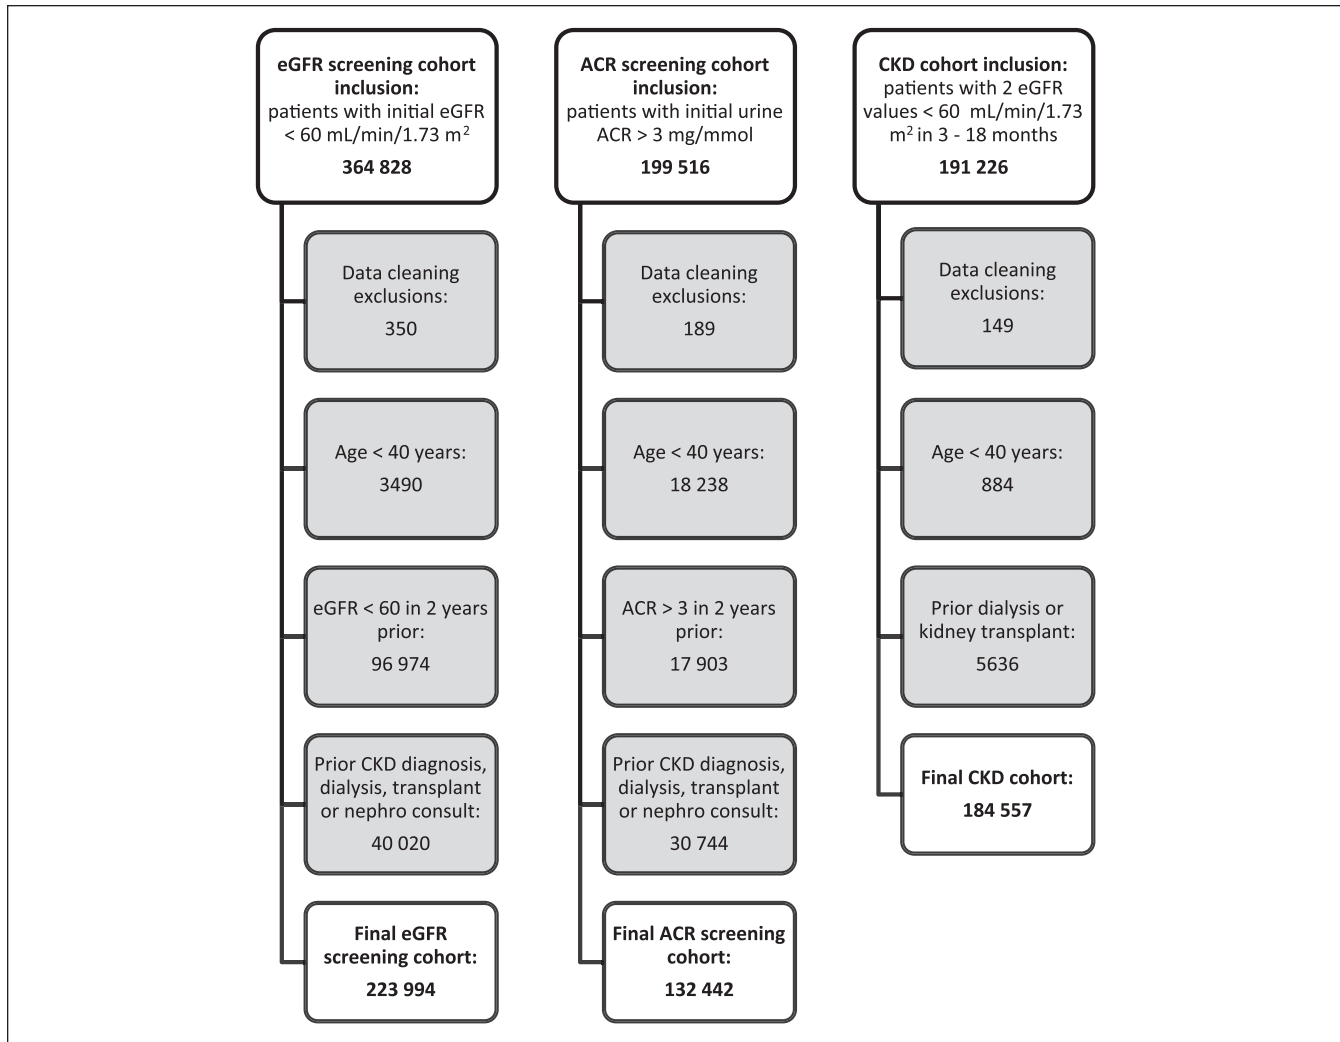 eGFR screening cohort
inclusion:
patients with initial eGFR
< 60 mL/min/1.73 m²
364 828
Data cleaning
exclusions:
350
Age < 40 years:
3490
eGFR < 60 in 2 years
prior:
96 974
Prior CKD diagnosis,
dialysis, transplant
or nephro consult:
40 020
Final eGFR
screening cohort:
223 994
ACR screening cohort
inclusion:
patients with initial urine
ACR > 3 mg/mmol
199 516
Data cleaning
exclusions:
189
Age < 40 years:
18 238
ACR > 3 in 2 years
prior:
17 903
Prior CKD diagnosis,
dialysis, transplant
or nephro consult:
30 744
Final ACR screening
cohort:
132 442
CKD cohort inclusion:
patients with 2 eGFR
values < 60  mL/min/1.73
m² in 3 - 18 months
191 226
Data cleaning
exclusions:
149
Age < 40 years:
884
Prior dialysis or
kidney transplant:
5636
Final CKD cohort:
184 557